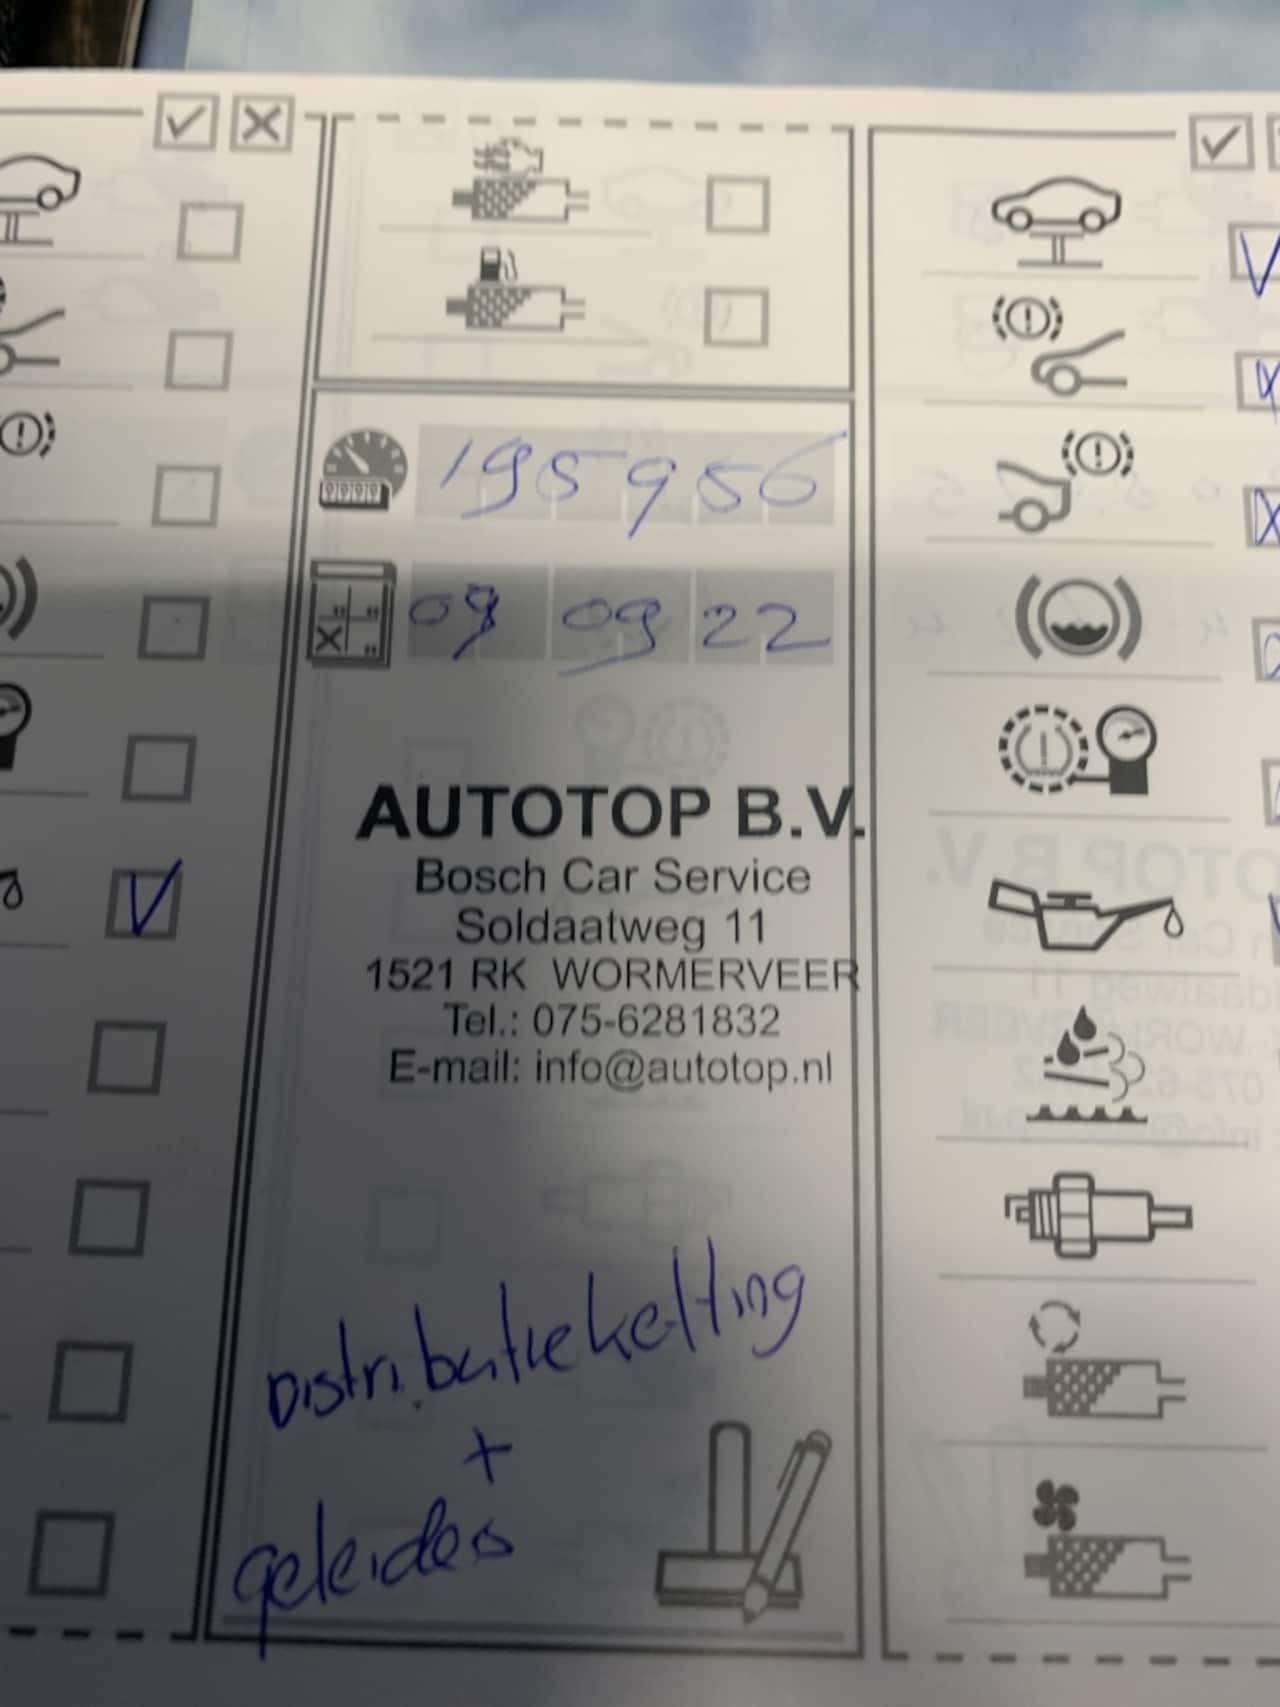 195956
09 09 22
AUTOTOP B.V.
Bosch Car Service
Soldaatweg 11
1521 RK WORMERVEER
Tel.: 075-6281832
E-mail: info@autotop.nl
Distributieketting
+
geleiders